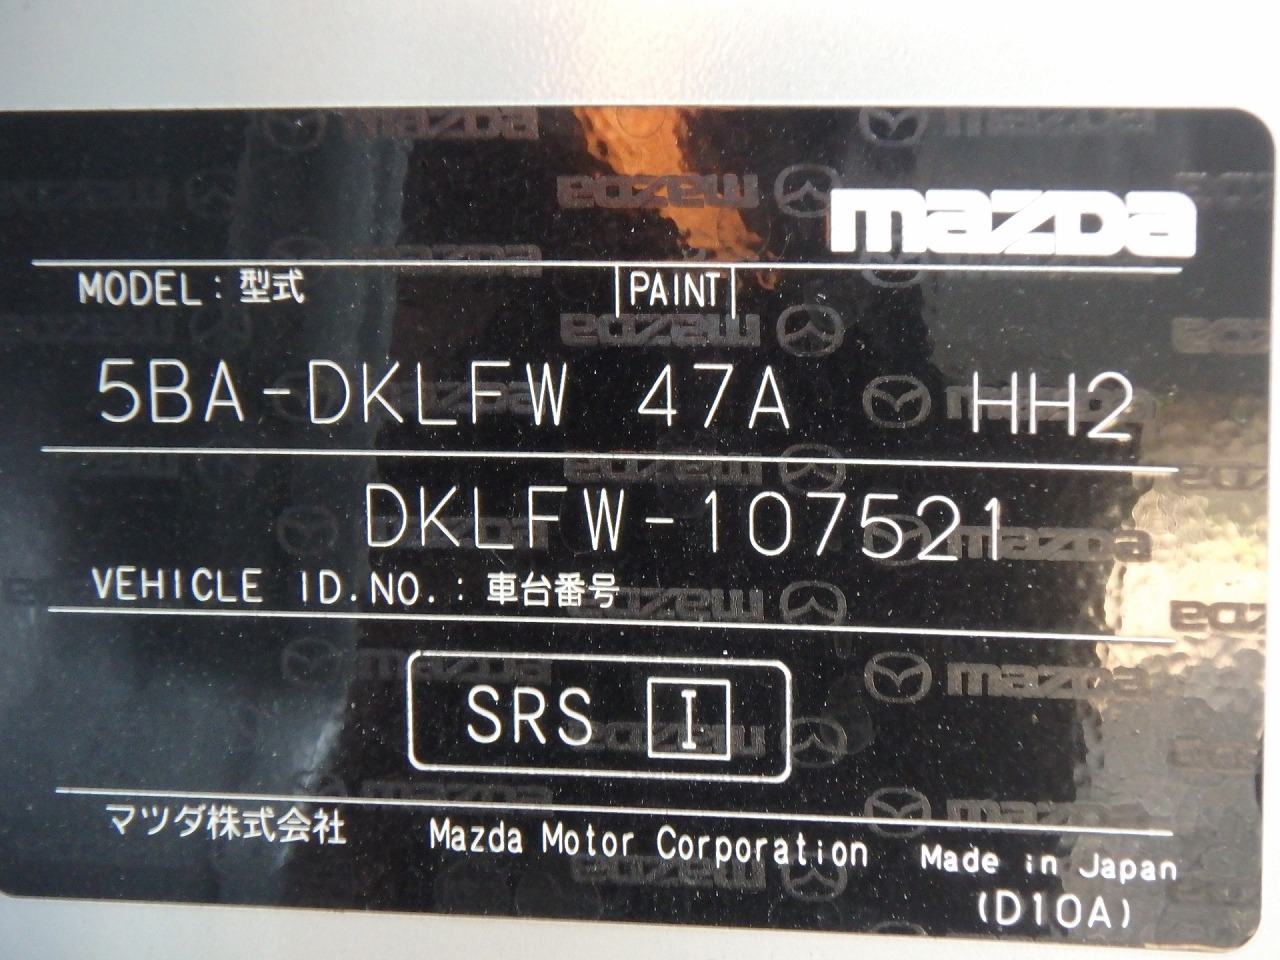 mazda
MODEL : 型式 PAINT
5BA-DKLFW 47A HH2
DKLFW-107521
VEHICLE ID.NO. : 車台番号
SRS I
マツダ株式会社 Mazda Motor Corporation Made in Japan
(D10A)